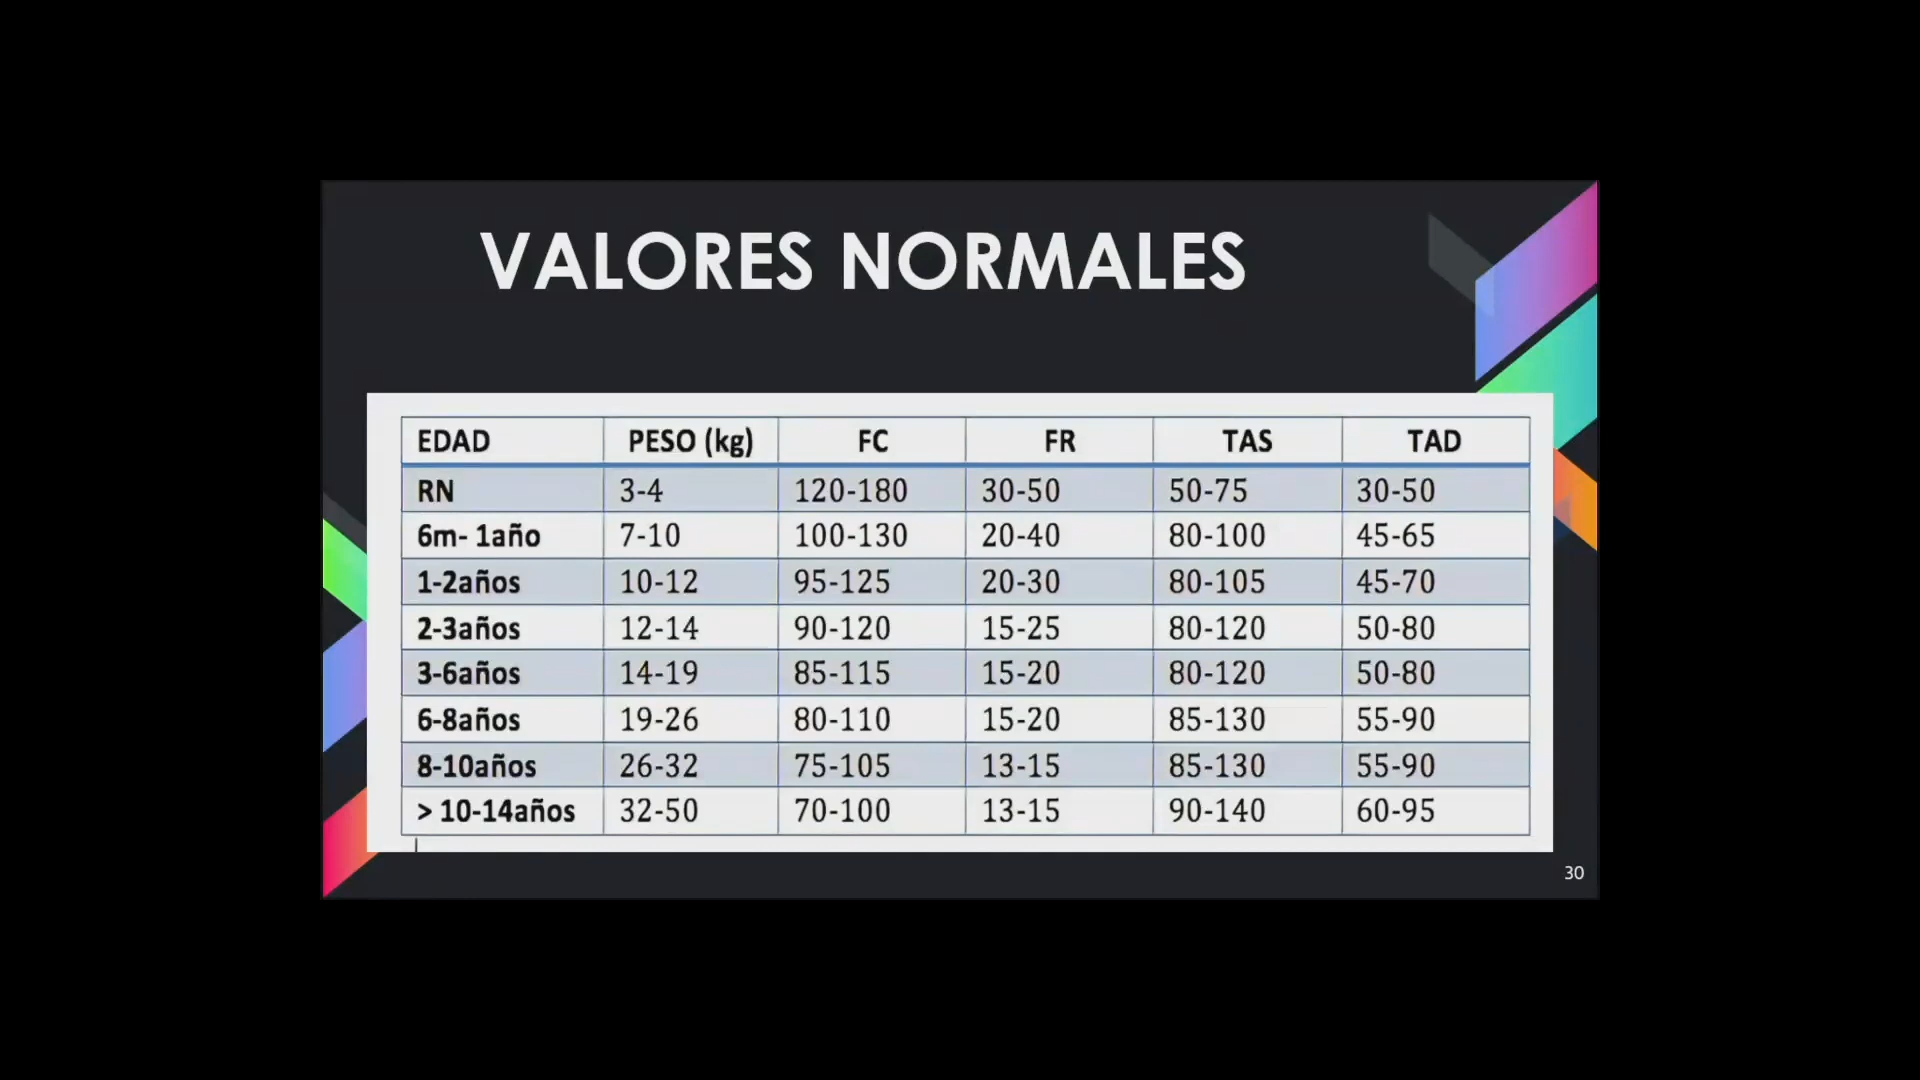 VALORES NORMALES
EDAD PESO (kg) FC FR TAS TAD
RN 3-4 120-180 30-50 50-75 30-50
6m- 1año 7-10 100-130 20-40 80-100 45-65
1-2años 10-12 95-125 20-30 80-105 45-70
2-3años 12-14 90-120 15-25 80-120 50-80
3-6años 14-19 85-115 15-20 80-120 50-80
6-8años 19-26 80-110 15-20 85-130 55-90
8-10años 26-32 75-105 13-15 85-130 55-90
> 10-14años 32-50 70-100 13-15 90-140 60-95
30